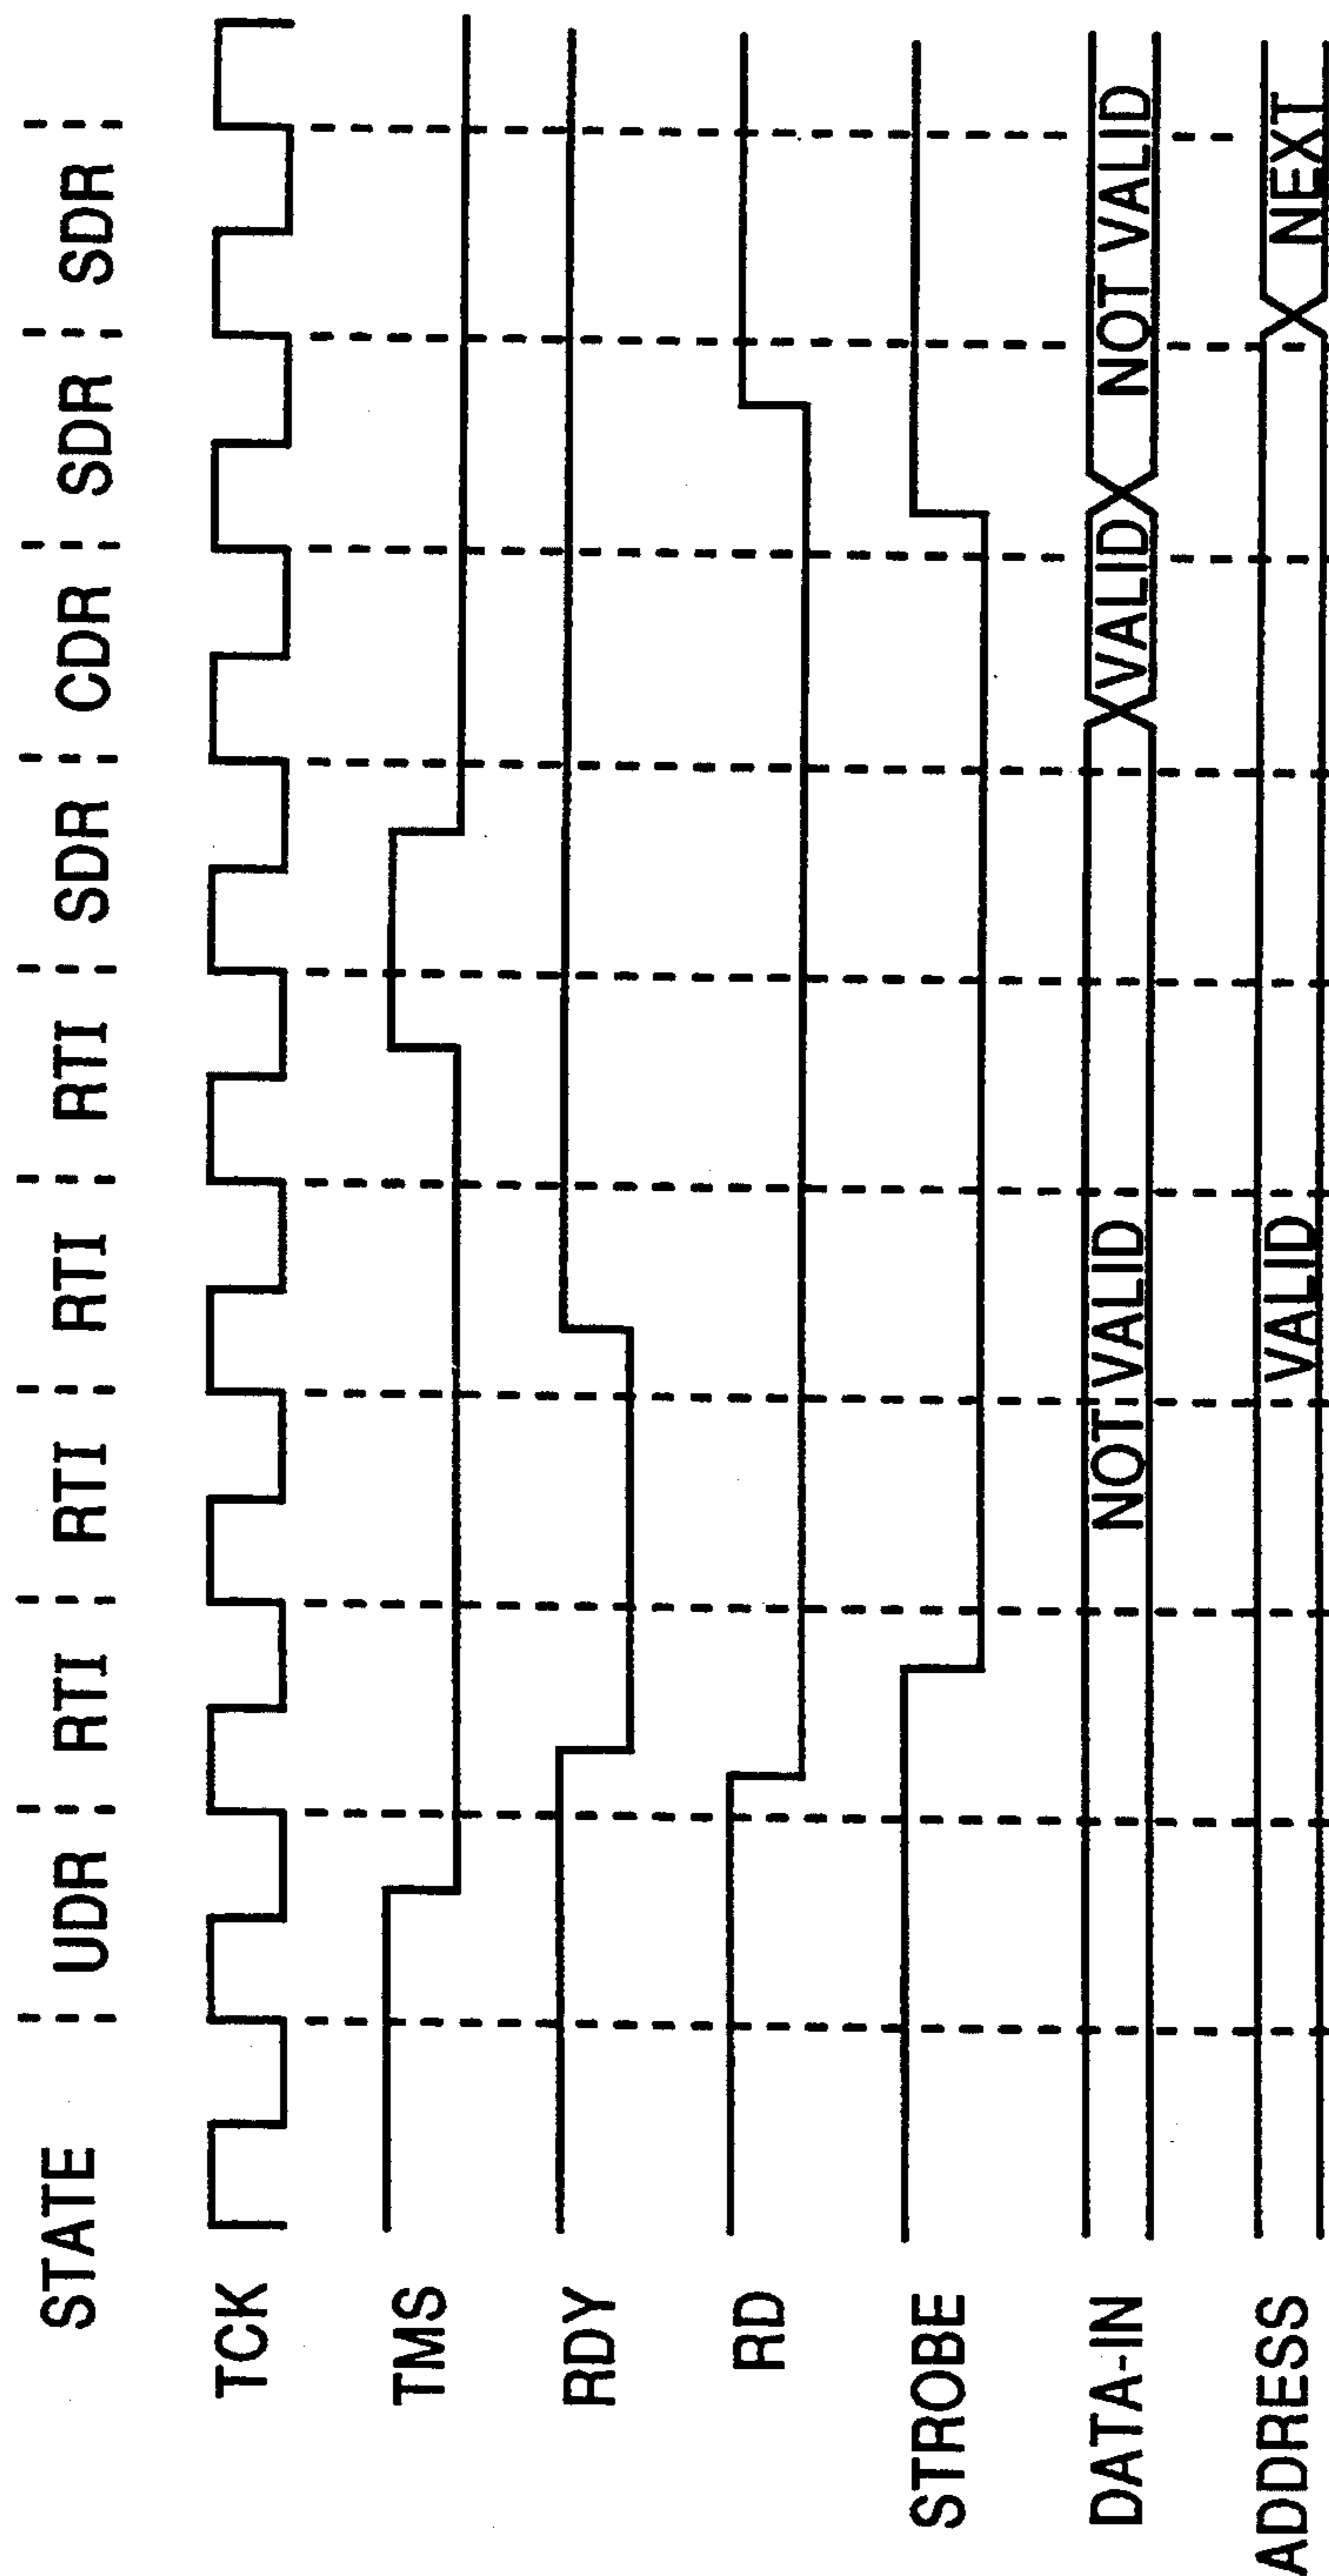 STATE UDR RTI RTI RTI RTI SDR CDR SDR SDR
TCK
TMS
RDY
RD
STROBE
DATA-IN NOT VALID VALID NOT VALID
ADDRESS VALID NEXT